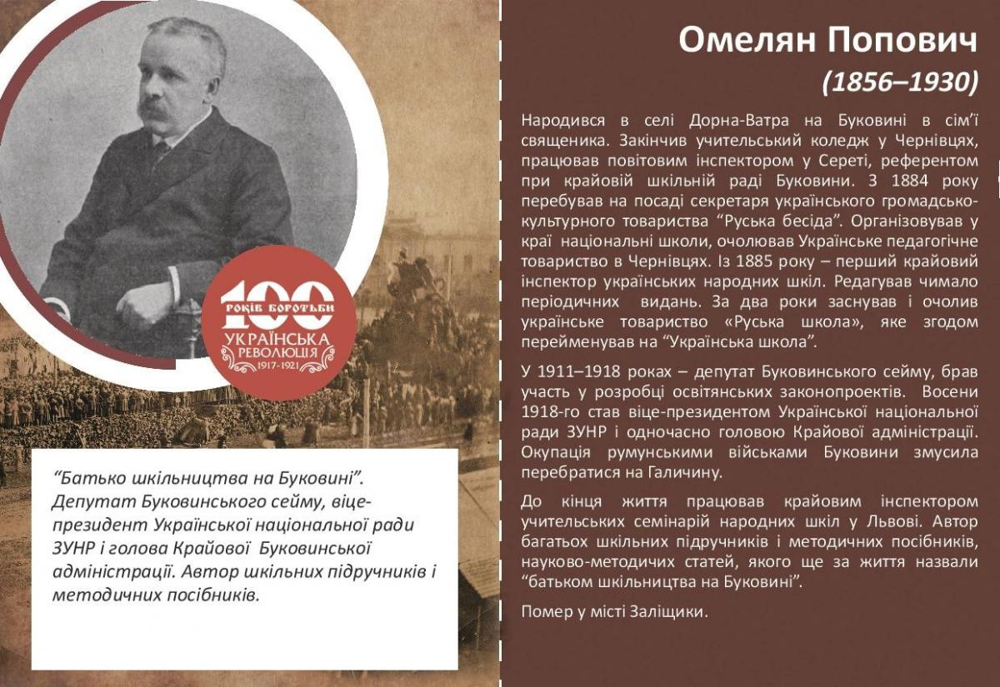 100
РОКІВ БОРОТЬБИ
УКРАЇНСЬКА
РЕВОЛЮЦІЯ
1917-1921
“Батько шкільництва на Буковині”.
Депутат Буковинського сейму, віце-
президент Української національної ради
ЗУНР і голова Крайової Буковинської
адміністрації. Автор шкільних підручників і
методичних посібників.
Омелян Попович
(1856–1930)
Народився в селі Дорна-Ватра на Буковині в сім’ї
священика. Закінчив учительський коледж у Чернівцях,
працював повітовим інспектором у Середі, референтом
при крайовій шкільній раді Буковини. З 1884 року
перебував на посаді секретаря українського громадсько-
культурного товариства “Руська бесіда”. Організовував у
краї національні школи, очолював Українське педагогічне
товариство в Чернівцях. Із 1885 року – перший крайовий
інспектор українських народних шкіл. Редагував чимало
періодичних видань. За два роки заснував і очолив
українське товариство «Руська школа», яке згодом
перейменував на “Українська школа”.
У 1911–1918 роках – депутат Буковинського сейму, брав
участь у розробці освітянських законопроектів. Восени
1918-го став віце-президентом Української національної
ради ЗУНР і одночасно головою Крайової адміністрації.
Окупація румунськими військами Буковини змусила
перебратися на Галичину.
До кінця життя працював крайовим інспектором
учительських семінарій народних шкіл у Львові. Автор
багатьох шкільних підручників і методичних посібників,
науково-методичих статей, якого ще за життя назвали
“батьком шкільництва на Буковині”.
Помер у місті Заліщики.